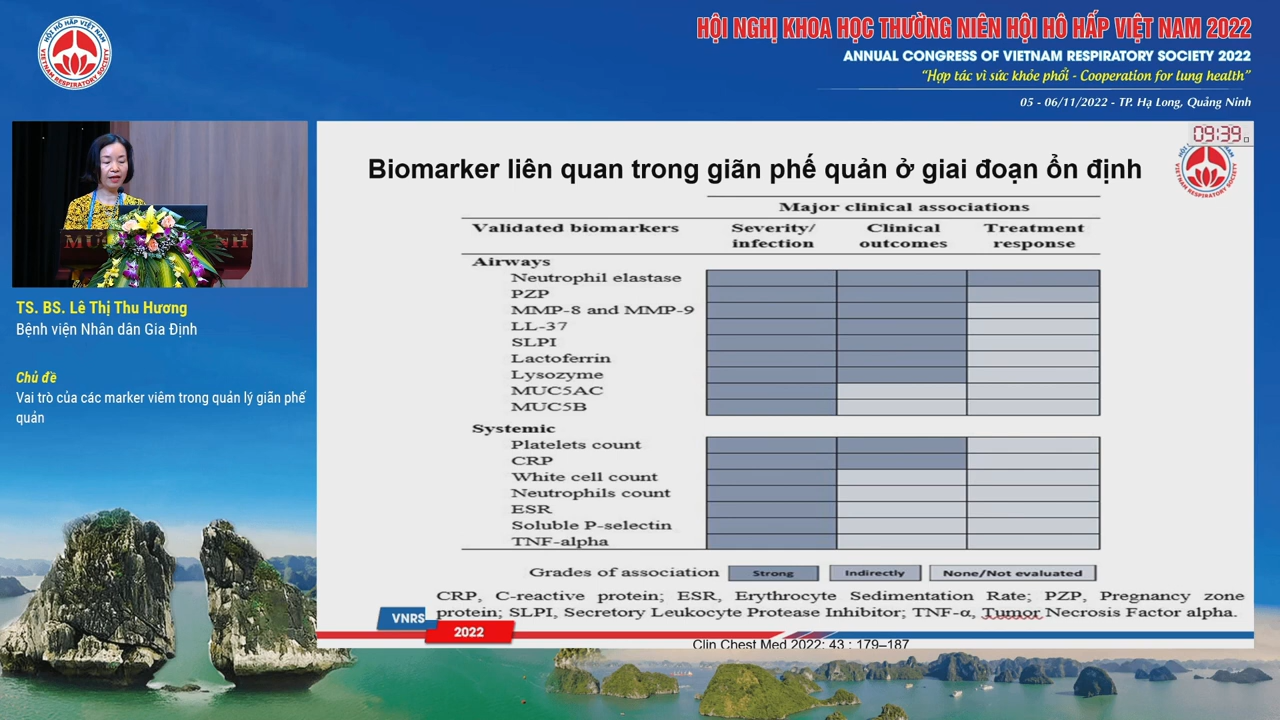 HỘI NGHỊ KHOA HỌC THƯỜNG NIÊN HỘI HÔ HẤP VIỆT NAM 2022
ANNUAL CONGRESS OF VIETNAM RESPIRATORY SOCIETY 2022
“Hợp tác vì sức khỏe phổi - Cooperation for lung health”
05 - 06/11/2022 - TP. Hạ Long, Quảng Ninh
HỘI HÔ HẤP VIỆT NAM
VIETNAM RESPIRATORY SOCIETY
TS. BS. Lê Thị Thu Hương
Bệnh viện Nhân dân Gia Định
Chủ đề
Vai trò của các marker viêm trong quản lý giãn phế
quản
09:39
Biomarker liên quan trong giãn phế quản ở giai đoạn ổn định
Major clinical associations
Validated biomarkers Severity/ Clinical Treatment
infection outcomes response
Airways
Neutrophil elastase
PZP
MMP-8 and MMP-9
LL-37
SLPI
Lactoferrin
Lysozyme
MUC5AC
MUC5B
Systemic
Platelets count
CRP
White cell count
Neutrophils count
ESR
Soluble P-selectin
TNF-alpha
Grades of association Strong Indirectly None/Not evaluated
CRP, C-reactive protein; ESR, Erythrocyte Sedimentation Rate; PZP, Pregnancy zone
protein; SLPI, Secretory Leukocyte Protease Inhibitor; TNF-α, Tumor Necrosis Factor alpha.
VNRS
2022
Clin Chest Med 2022; 43 : 179–187